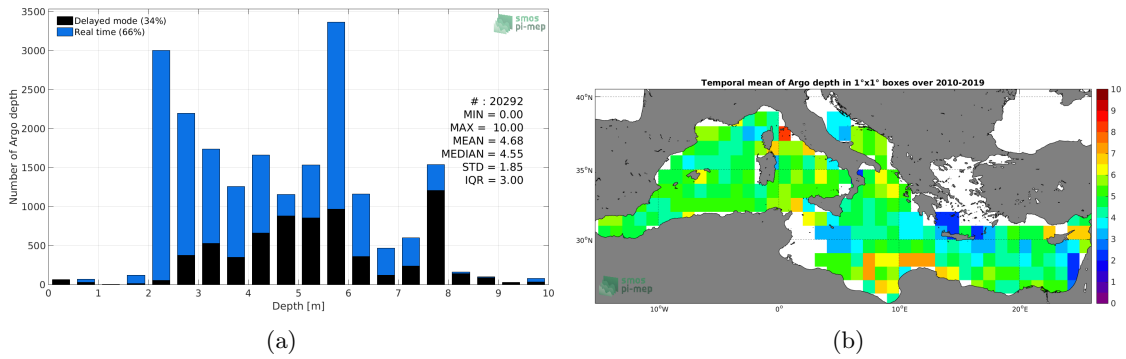 Delayed mode (34%)
Real time (66%)
smos
pi-mep
3500
3000
2500
2000
1500
1000
500
0
Number of Argo depth
# : 20292
MIN = 0.00
MAX = 10.00
MEAN = 4.68
MEDIAN = 4.55
STD = 1.85
IQR = 3.00
0 1 2 3 4 5 6 7 8 9 10
Depth [m]
(a)
Temporal mean of Argo depth in 1°x1° boxes over 2010-2019
40°N
35°N
30°N
10°W 0°E 10°E 20°E
smos
pi-mep
10
9
8
7
6
5
4
3
2
1
0
(b)